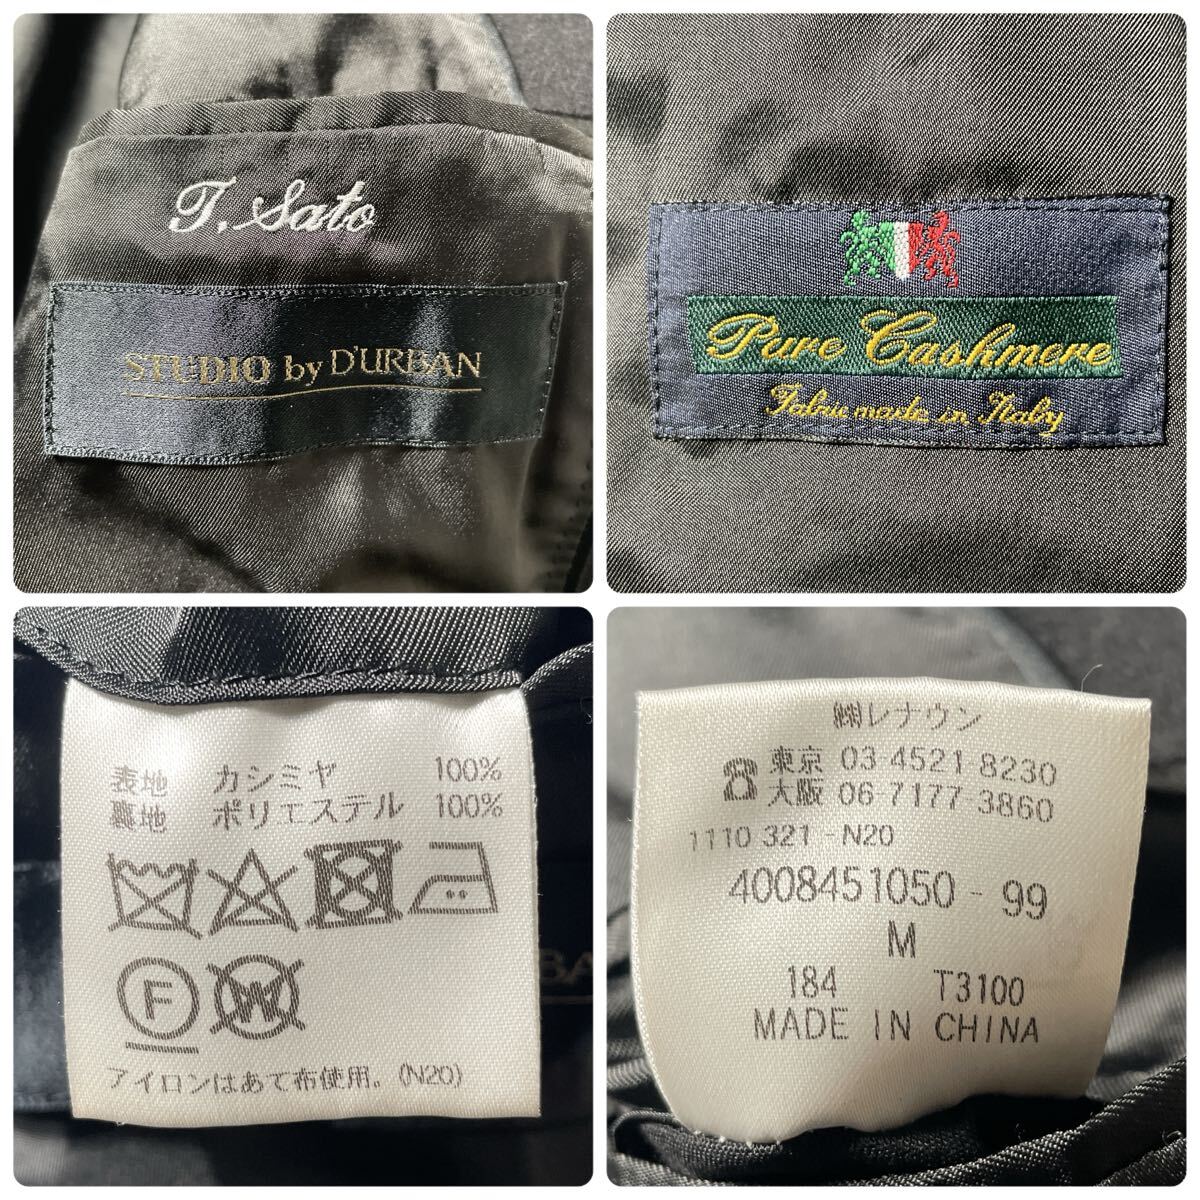 T. Sato
STUDIO by D'URBAN
Pure Cashmere
Fabric made in Italy
表地 カシミヤ 100%
裏地 ポリエステル 100%
F
W
アイロンはあて布使用。(N20)
㈱レナウン
☎ 東京 03-4521-8230
大阪 06-7177-3860
1110 321 - N20
4008451050 - 99
M
184 T3100
MADE IN CHINA